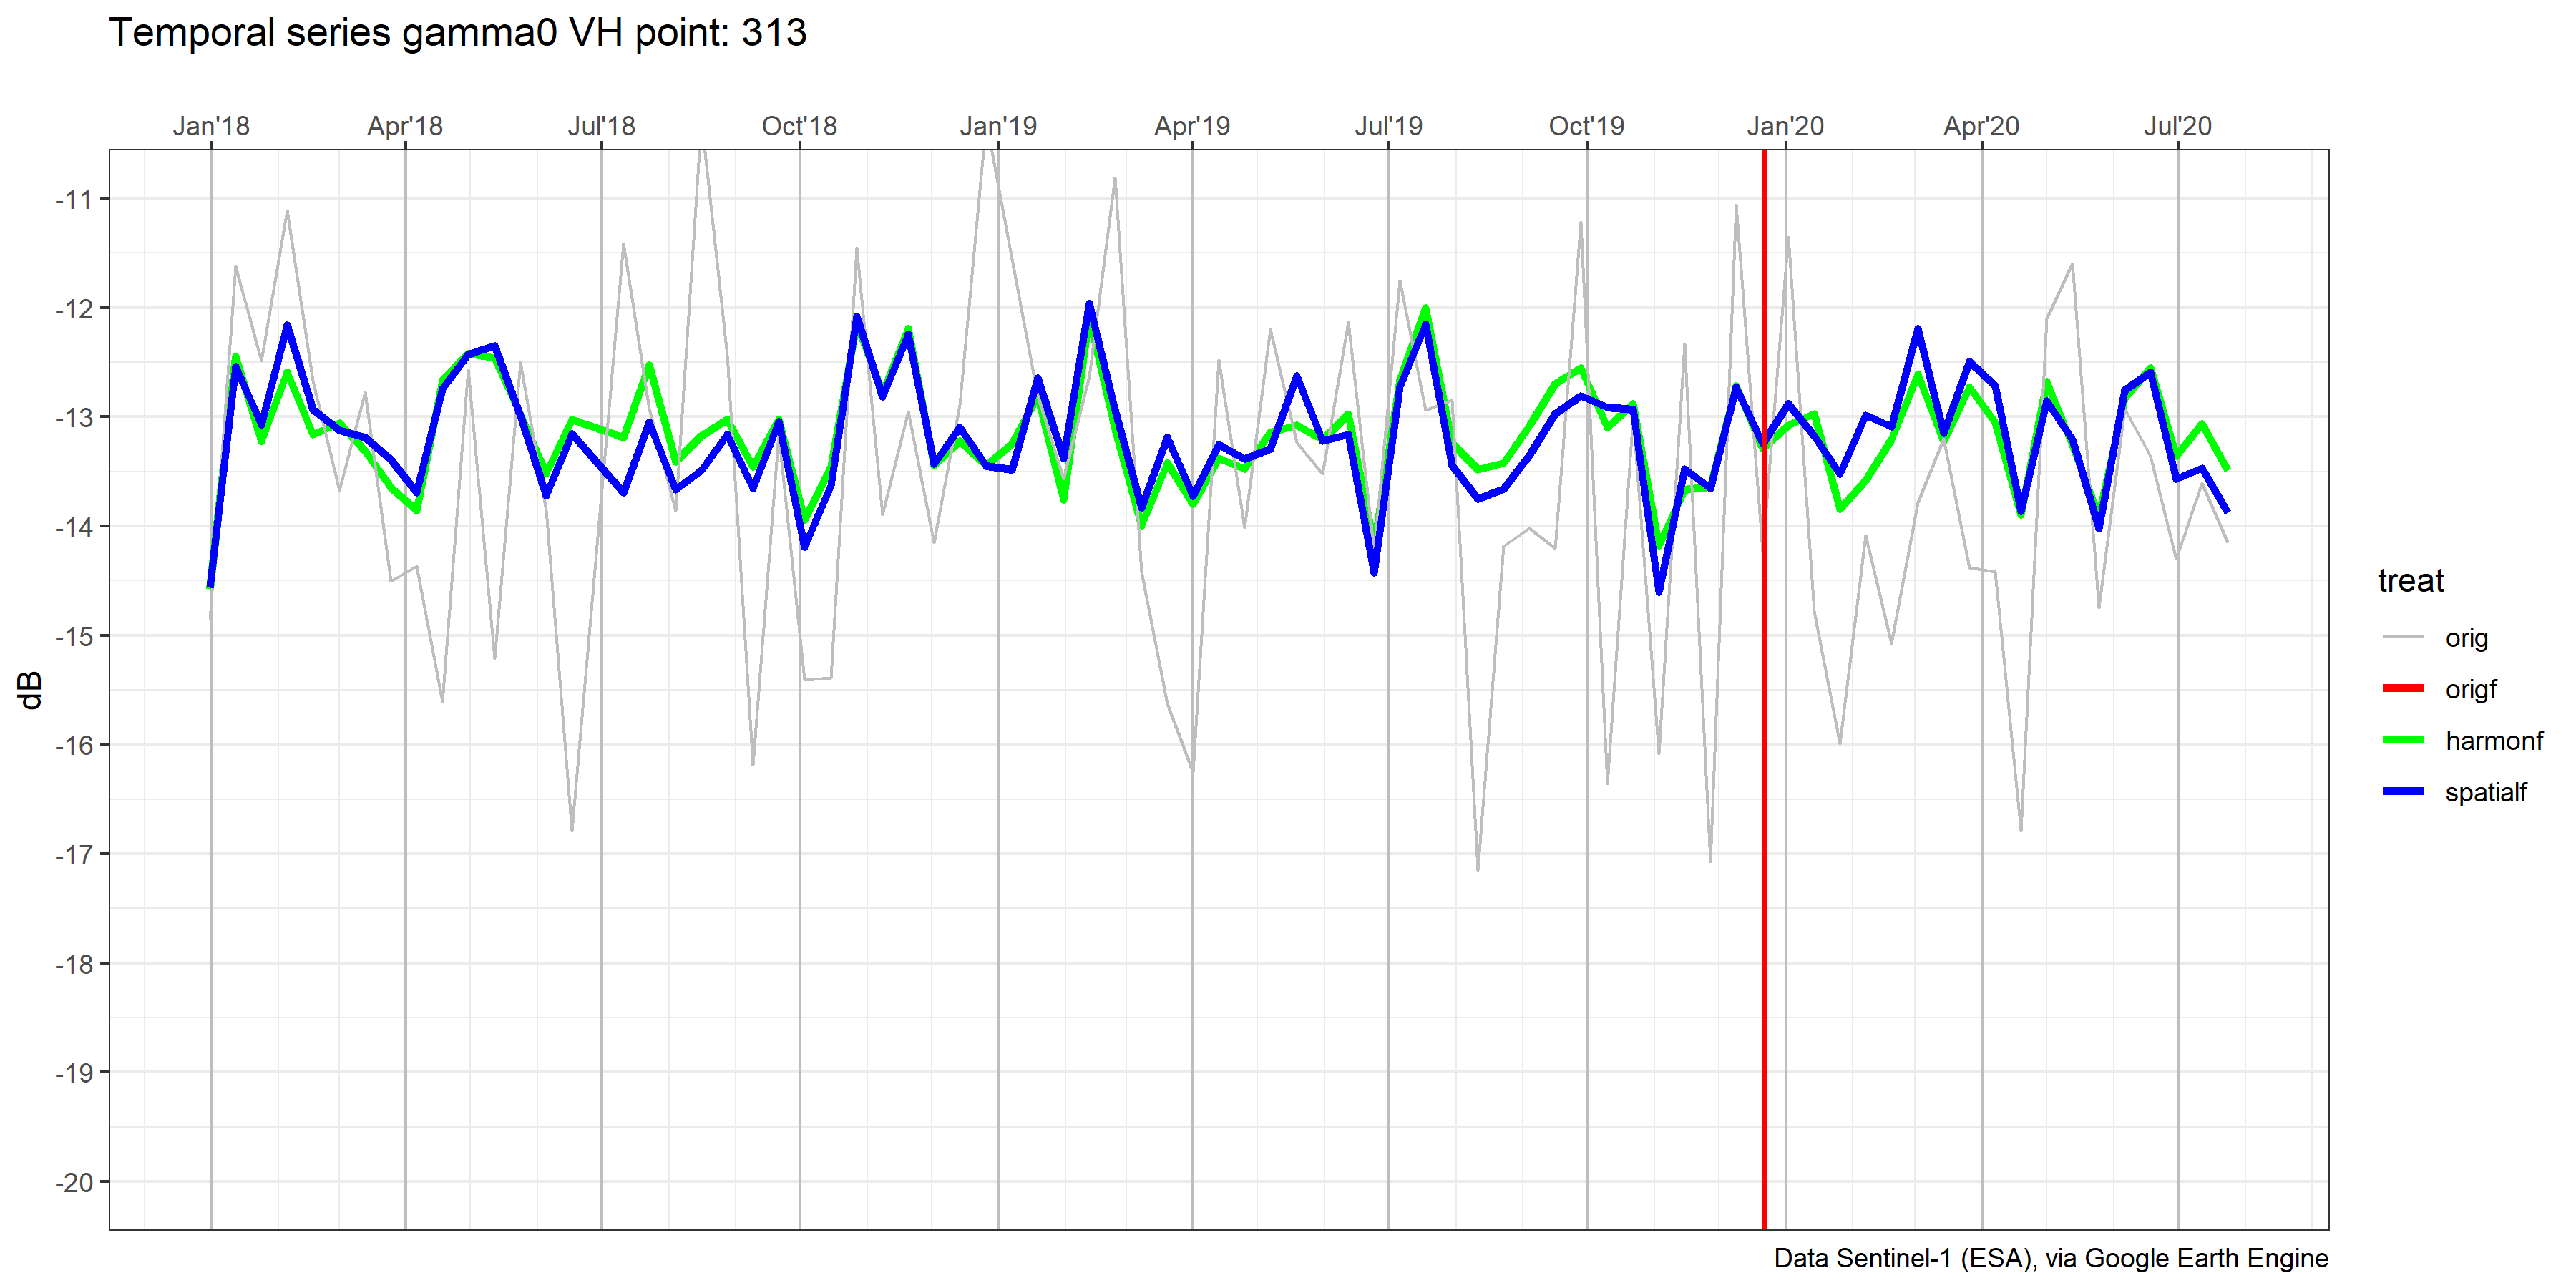 Temporal series gamma0 VH point: 313
Jan'18 Apr'18 Jul'18 Oct'18 Jan'19 Apr'19 Jul'19 Oct'19 Jan'20 Apr'20 Jul'20
-11
-12
-13
-14
-15
-16
-17
-18
-19
-20
dB
treat
orig
origf
harmonf
spatialf
Data Sentinel-1 (ESA), via Google Earth Engine